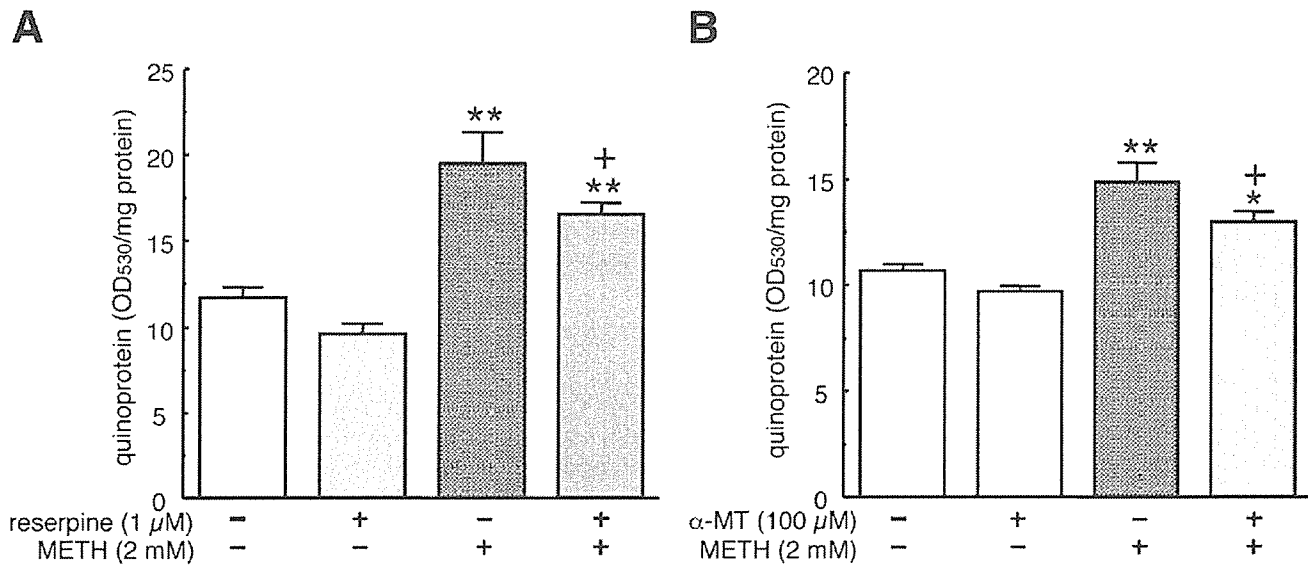 A
B
quinoprotein (OD530/mg protein)
25
20
15
10
5
0
**
+
**
reserpine (1 µM) – + – +
METH (2 mM) – – + +
quinoprotein (OD530/mg protein)
20
15
10
5
0
**
+
*
α-MT (100 µM) – + – +
METH (2 mM) – – + +